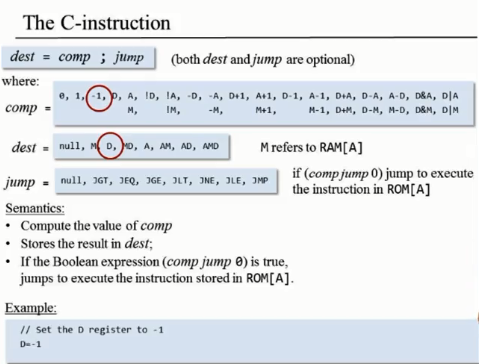 The C-instruction
dest = comp ; jump (both dest and jump are optional)
where:
comp =
0, 1, -1, D, A, !D, !A, -D, -A, D+1, A+1, D-1, A-1, D+A, D-A, A-D, D&A, D|A
M, !M, -M, M+1, M-1, D+M, D-M, M-D, D&M, D|M
dest = null, M, D, MD, A, AM, AD, AMD M refers to RAM[A]
jump = null, JGT, JEQ, JGE, JLT, JNE, JLE, JMP
if (comp jump 0) jump to execute
the instruction in ROM[A]
Semantics:
• Compute the value of comp
• Stores the result in dest;
• If the Boolean expression (comp jump 0) is true,
jumps to execute the instruction stored in ROM[A].
Example:
// Set the D register to -1
D=-1